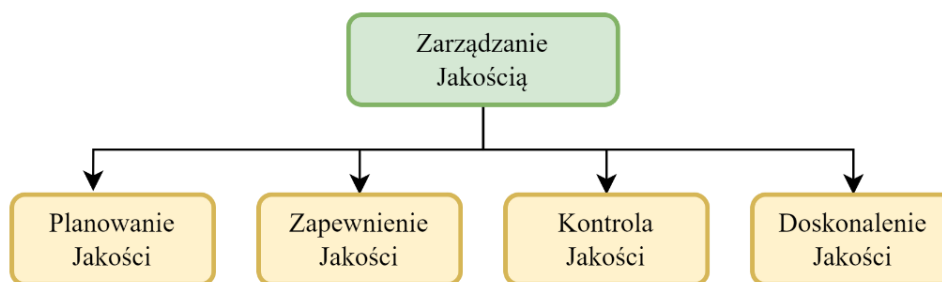 Zarządzanie
Jakością
Planowanie
Jakości
Zapewnienie
Jakości
Kontrola
Jakości
Doskonalenie
Jakości